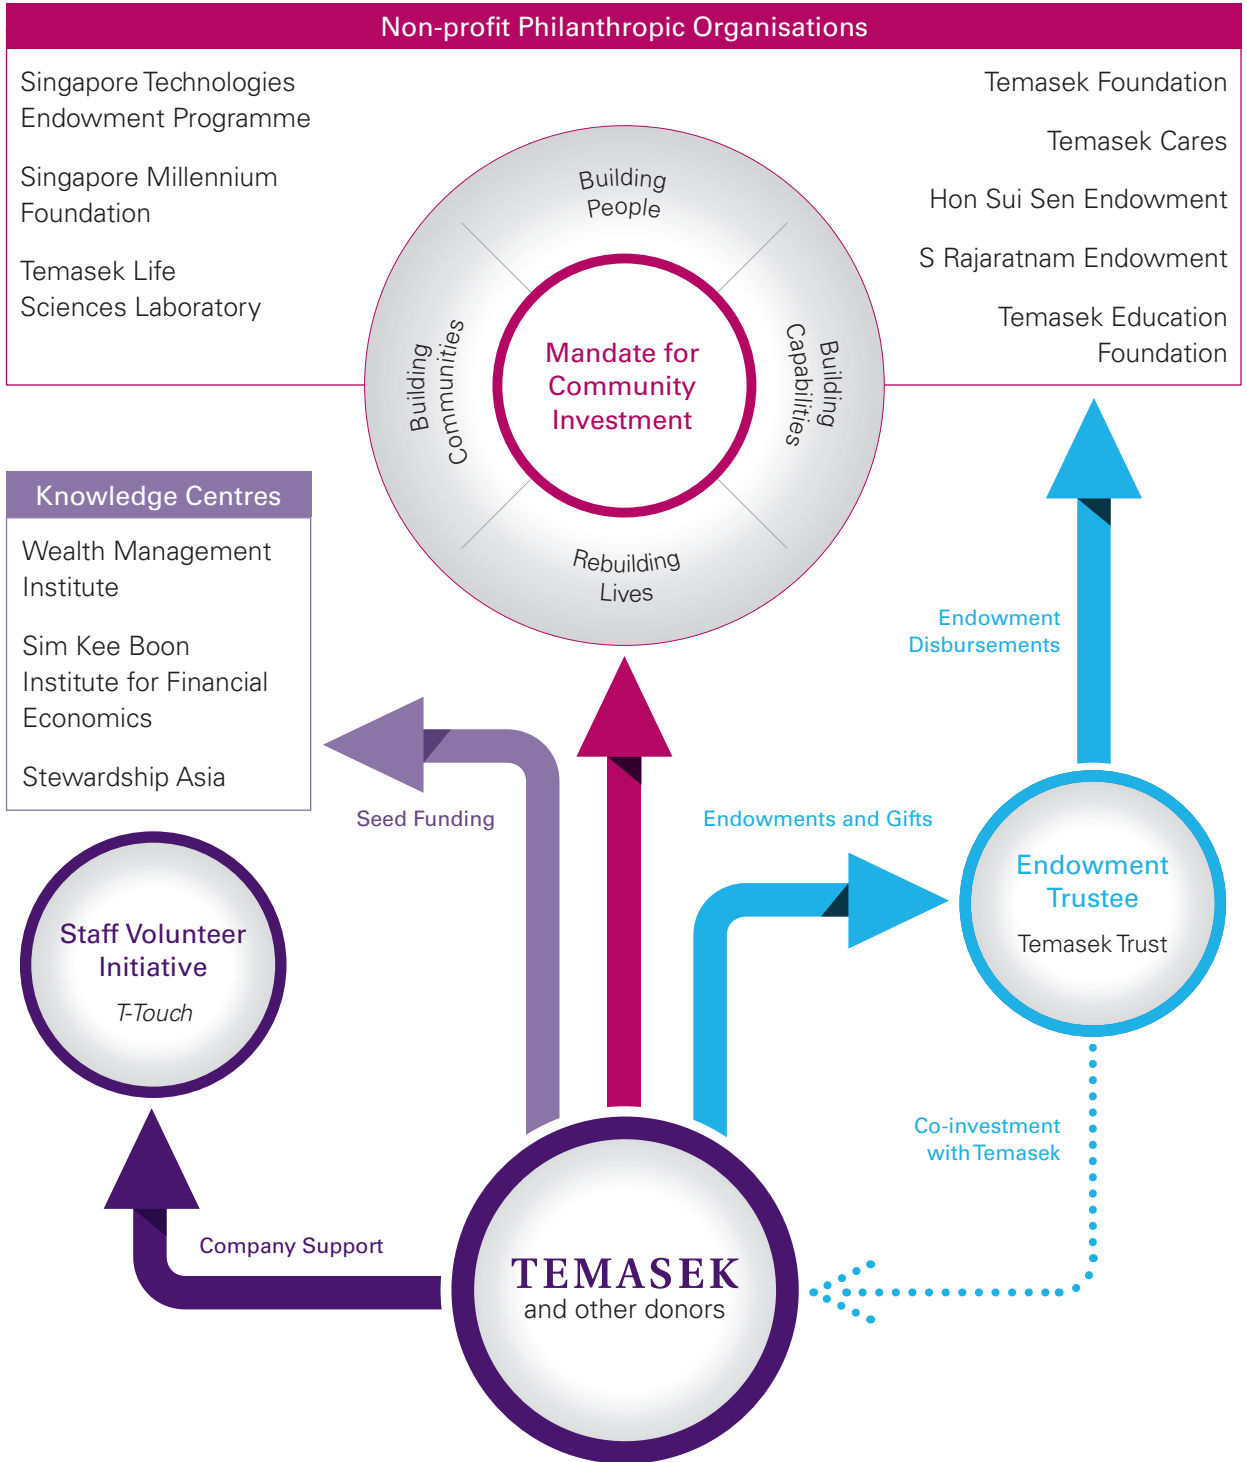 Non-profit Philanthropic Organisations
Singapore Technologies
Endowment Programme
Singapore Millennium
Foundation
Temasek Life
Sciences Laboratory
Temasek Foundation
Temasek Cares
Hon Sui Sen Endowment
S Rajaratnam Endowment
Temasek Education
Foundation
Building
People
Building
Communities
Mandate for
Community
Investment
Building
Capabilities
Rebuilding
Lives
Knowledge Centres
Wealth Management
Institute
Sim Kee Boon
Institute for Financial
Economics
Stewardship Asia
Endowment
Disbursements
Seed Funding
Endowments and Gifts
Endowment
Trustee
Temasek Trust
Staff Volunteer
Initiative
T-Touch
Co-investment
with Temasek
Company Support
TEMASEK
and other donors